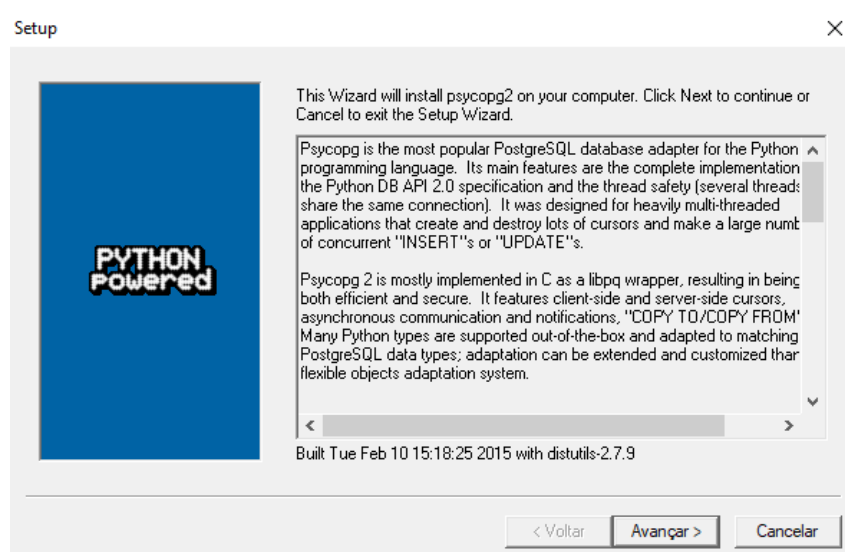 Setup
This Wizard will install psycopg2 on your computer. Click Next to continue or
Cancel to exit the Setup Wizard.
Psycopg is the most popular PostgreSQL database adapter for the Python
programming language.  Its main features are the complete implementation
the Python DB API 2.0 specification and the thread safety (several threads
share the same connection).  It was designed for heavily multi-threaded
applications that create and destroy lots of cursors and make a large
of concurrent "INSERT"s or "UPDATE"s.
Psycopg 2 is mostly implemented in C as a libpq wrapper, resulting in being
both efficient and secure.  It features client-side and server-side cursors,
asynchronous communication and notifications, "COPY TO/COPY FROM"
Many Python types are supported out-of-the-box and adapted to matching
PostgreSQL data types; adaptation can be extended and customized
flexible objects adaptation system.
PYTHON
Powered
Built Tue Feb 10 15:18:25 2015 with distutils-2.7.9
< Voltar
Avançar >
Cancelar